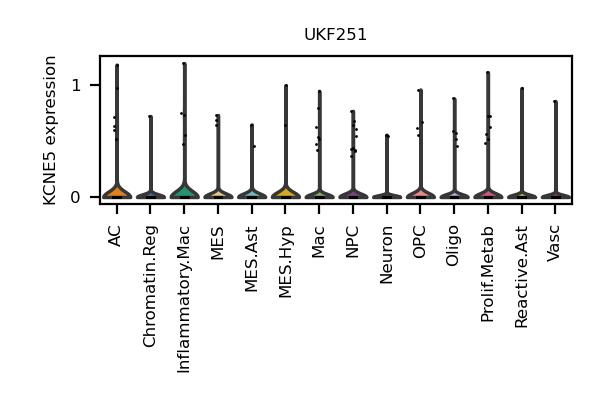 UKF251
KCNE5 expression
1
0
AC
Chromatin.Reg
Inflammatory.Mac
MES
MES.Ast
MES.Hyp
Mac
NPC
Neuron
OPC
Oligo
Prolif.Metab
Reactive.Ast
Vasc